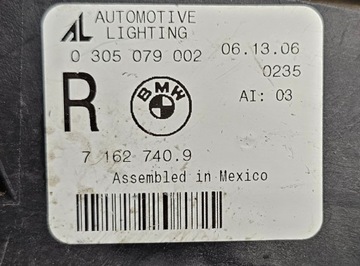 AL AUTOMOTIVE LIGHTING
0 305 079 002
06.13.06
0235
R
BMW
AI: 03
7 162 740.9
Assembled in Mexico